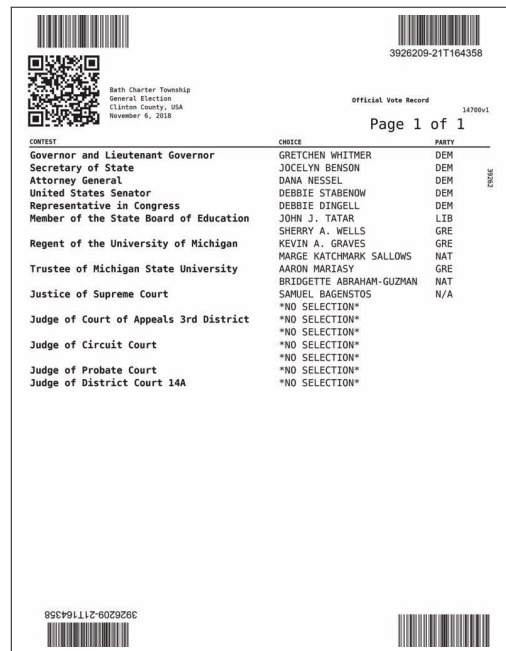 3926209-21T164358
Bath Charter Township
General Election
Clinton County, USA
November 6, 2018
Official Vote Record
14700v1
Page 1 of 1
CONTEST CHOICE PARTY
Governor and Lieutenant Governor GRETCHEN WHITMER DEM
Secretary of State JOCELYN BENSON DEM
Attorney General DANA NESSEL DEM
39262
United States Senator DEBBIE STABENOW DEM
Representative in Congress DEBBIE DINGELL DEM
Member of the State Board of Education JOHN J. TATAR LIB
SHERRY A. WELLS GRE
Regent of the University of Michigan KEVIN A. GRAVES GRE
MARGE KATCHMARK SALLOWS NAT
Trustee of Michigan State University AARON MARIASY GRE
BRIDGETTE ABRAHAM-GUZMAN NAT
Justice of Supreme Court SAMUEL BAGENSTOS N/A
*NO SELECTION*
Judge of Court of Appeals 3rd District *NO SELECTION*
*NO SELECTION*
Judge of Circuit Court *NO SELECTION*
*NO SELECTION*
Judge of Probate Court *NO SELECTION*
Judge of District Court 14A *NO SELECTION*
3926209-21T164358